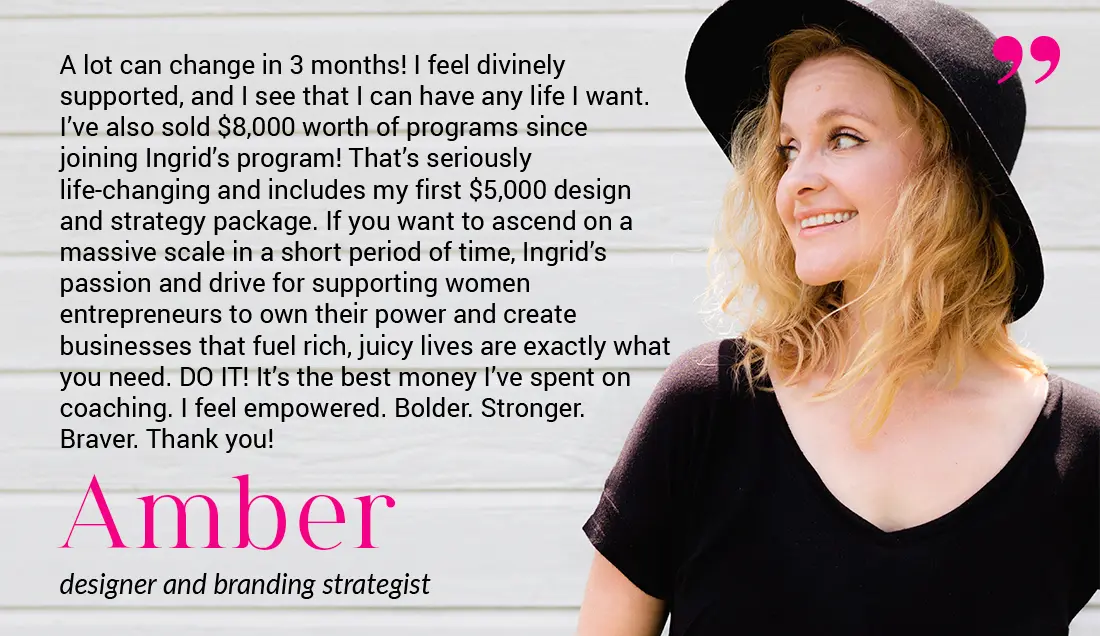 A lot can change in 3 months! I feel divinely
supported, and I see that I can have any life I want.
I’ve also sold $8,000 worth of programs since
joining Ingrid’s program! That’s seriously
life-changing and includes my first $5,000 design
and strategy package. If you want to ascend on a
massive scale in a short period of time, Ingrid’s
passion and drive for supporting women
entrepreneurs to own their power and create
businesses that fuel rich, juicy lives are exactly what
you need. DO IT! It’s the best money I’ve spent on
coaching. I feel empowered. Bolder. Stronger.
Braver. Thank you!
”
Amber
designer and branding strategist